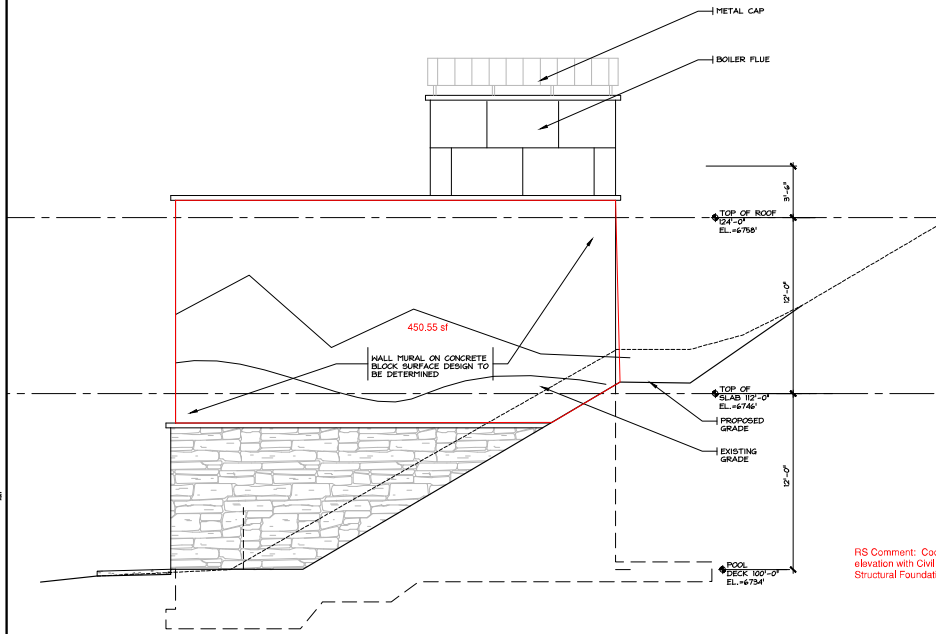 METAL CAP
BOILER FLUE
3'-6"
TOP OF ROOF
124'-0"
EL.=6758'
12'-0"
450.55 sf
WALL MURAL ON CONCRETE
BLOCK SURFACE DESIGN TO
BE DETERMINED
TOP OF
SLAB 112'-0"
EL.=6746'
PROPOSED
GRADE
EXISTING
GRADE
12'-0"
RS Comment: Coo
elevation with Civil
Structural Foundati
POOL
DECK 100'-0"
EL.=6734'